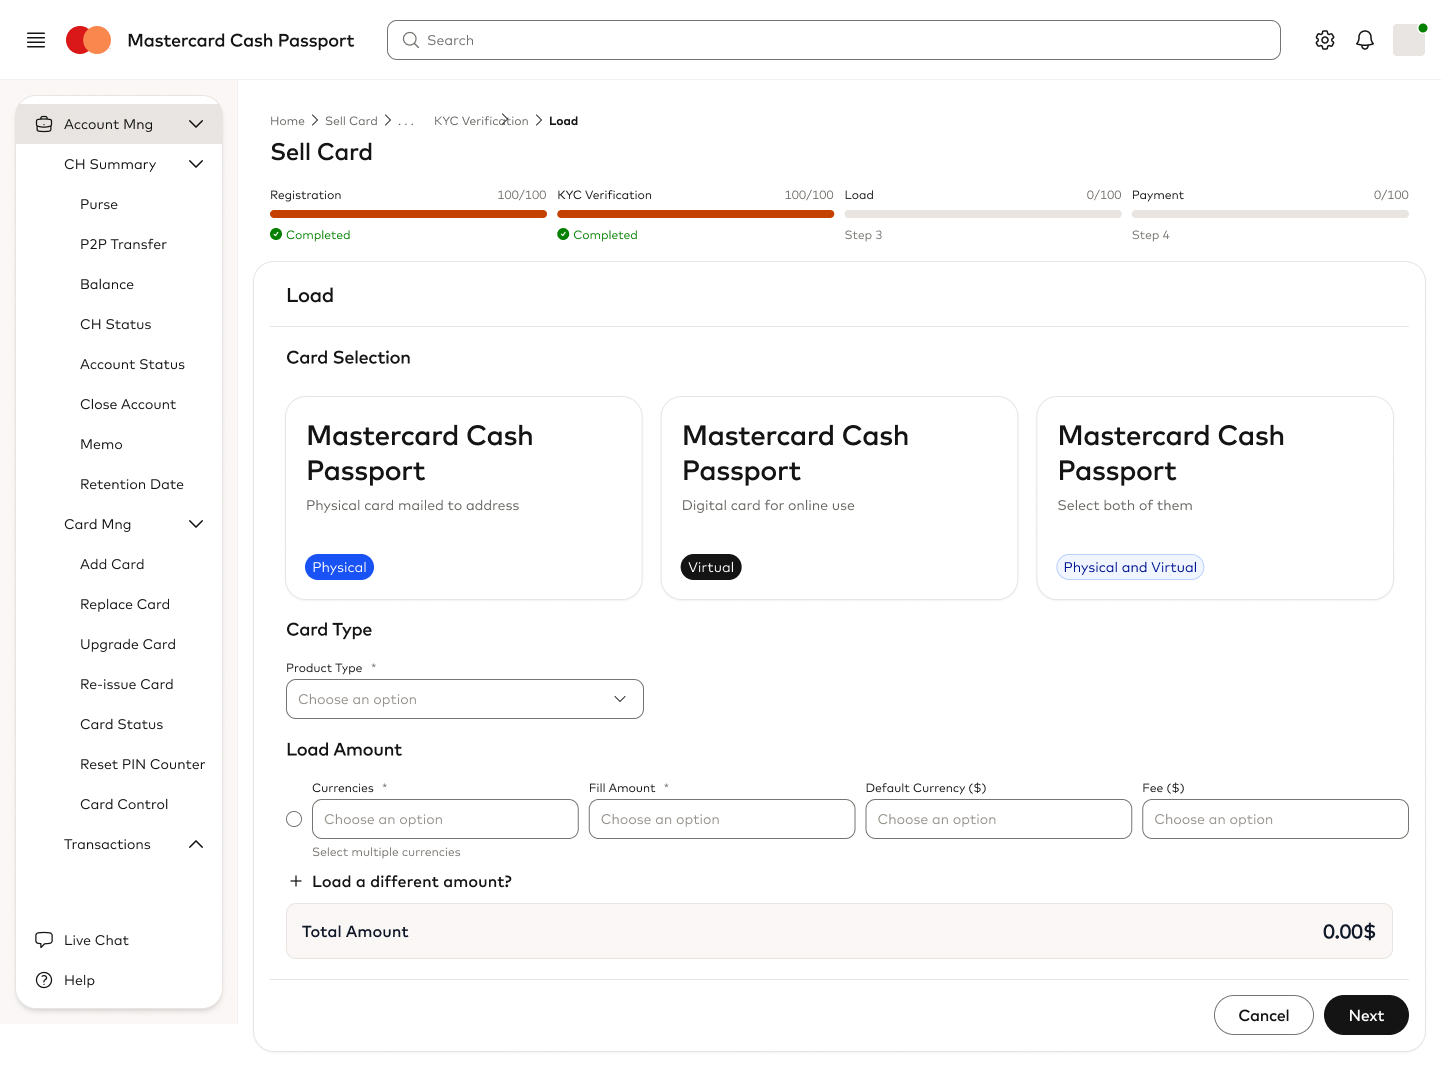 Mastercard Cash Passport
Search
Account Mng
CH Summary
Purse
P2P Transfer
Balance
CH Status
Account Status
Close Account
Memo
Retention Date
Card Mng
Add Card
Replace Card
Upgrade Card
Re-issue Card
Card Status
Reset PIN Counter
Card Control
Transactions
Live Chat
Help
Home > Sell Card > ... KYC Verification > Load
Sell Card
Registration 100/100
Completed
KYC Verification 100/100
Completed
Load 0/100
Step 3
Payment 0/100
Step 4
Load
Card Selection
Mastercard Cash
Passport
Physical card mailed to address
Physical
Mastercard Cash
Passport
Digital card for online use
Virtual
Mastercard Cash
Passport
Select both of them
Physical and Virtual
Card Type
Product Type *
Choose an option
Load Amount
Currencies *
Choose an option
Select multiple currencies
Fill Amount *
Choose an option
Default Currency ($)
Choose an option
Fee ($)
Choose an option
+ Load a different amount?
Total Amount 0.00$
Cancel
Next